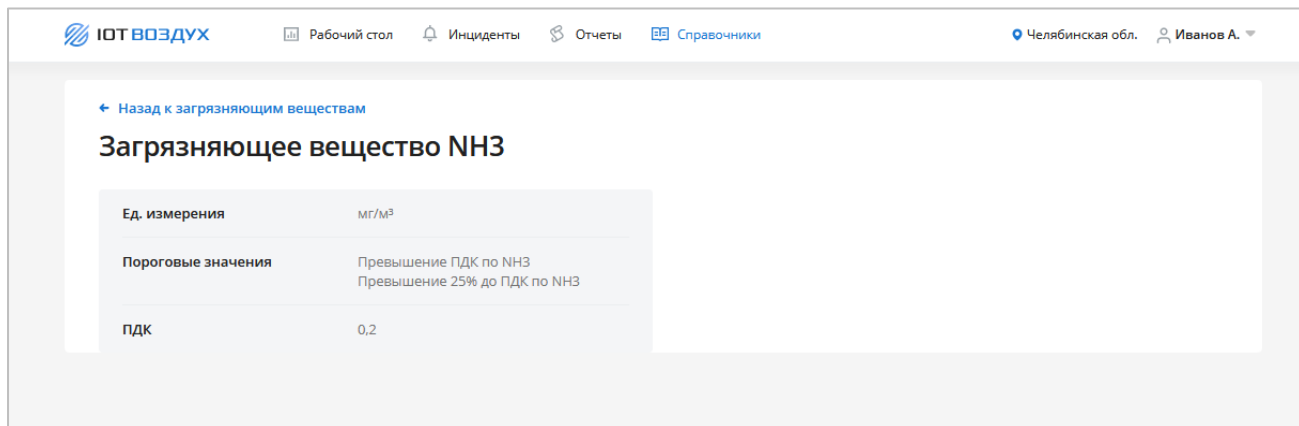 IOT ВОЗДУХ Рабочий стол Инциденты Отчеты Справочники Челябинская обл. Иванов А.
Назад к загрязняющим веществам
Загрязняющее вещество NH3
Ед. измерения мг/м³
Пороговые значения Превышение ПДК по NH3
Превышение 25% до ПДК по NH3
ПДК 0,2